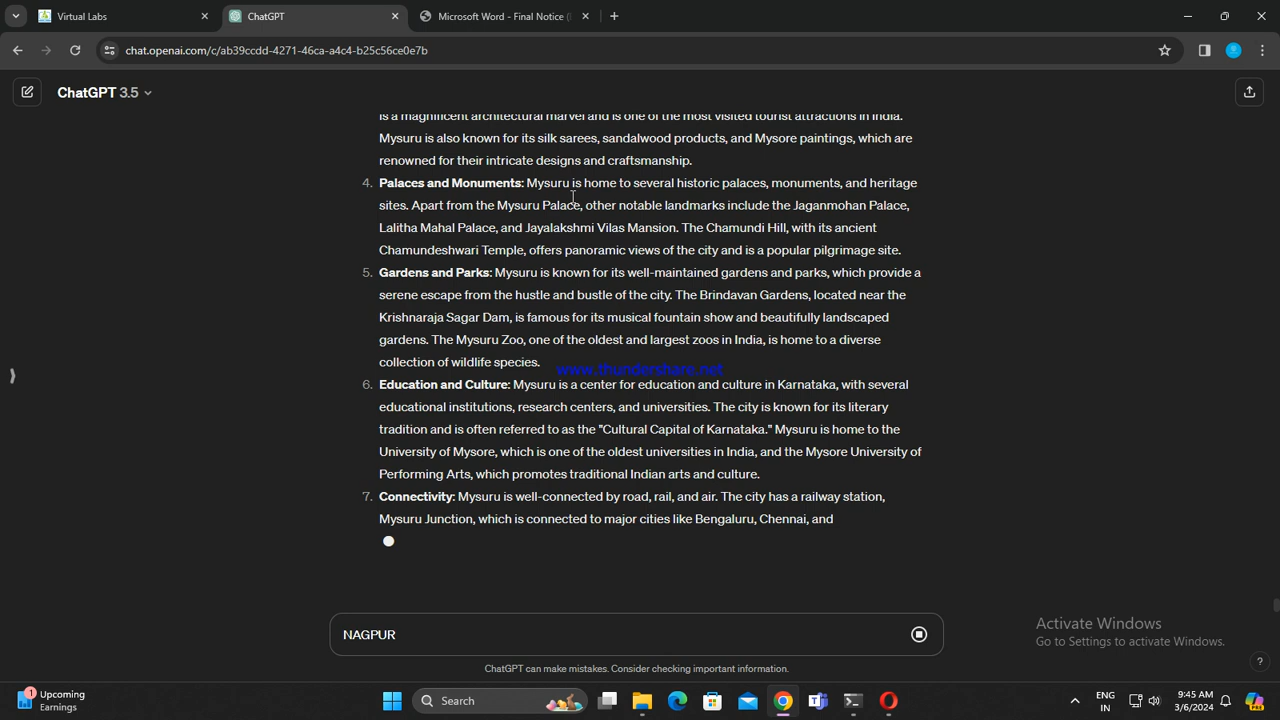 Virtual Labs
ChatGPT
Microsoft Word - Final Notice (
chat.openai.com/c/ab39ccdd-4271-46ca-a4c4-b25c56ce0e7b
ChatGPT 3.5
is a magnificent architectural marvel and is one of the most visited tourist attractions in India.
Mysuru is also known for its silk sarees, sandalwood products, and Mysore paintings, which are
renowned for their intricate designs and craftsmanship.
4. Palaces and Monuments: Mysuru is home to several historic palaces, monuments, and heritage
sites. Apart from the Mysuru Palace, other notable landmarks include the Jaganmohan Palace,
Lalitha Mahal Palace, and Jayalakshmi Vilas Mansion. The Chamundi Hill, with its ancient
Chamundeshwari Temple, offers panoramic views of the city and is a popular pilgrimage site.
5. Gardens and Parks: Mysuru is known for its well-maintained gardens and parks, which provide a
serene escape from the hustle and bustle of the city. The Brindavan Gardens, located near the
Krishnaraja Sagar Dam, is famous for its musical fountain show and beautifully landscaped
gardens. The Mysuru Zoo, one of the oldest and largest zoos in India, is home to a diverse
collection of wildlife species.
www.thundershare.net
6. Education and Culture: Mysuru is a center for education and culture in Karnataka, with several
educational institutions, research centers, and universities. The city is known for its literary
tradition and is often referred to as the "Cultural Capital of Karnataka." Mysuru is home to the
University of Mysore, which is one of the oldest universities in India, and the Mysore University of
Performing Arts, which promotes traditional Indian arts and culture.
7. Connectivity: Mysuru is well-connected by road, rail, and air. The city has a railway station,
Mysuru Junction, which is connected to major cities like Bengaluru, Chennai, and
NAGPUR
ChatGPT can make mistakes. Consider checking important information.
Activate Windows
Go to Settings to activate Windows.
?
1
Upcoming
Earnings
Search
ENG
IN
9:45 AM
3/6/2024